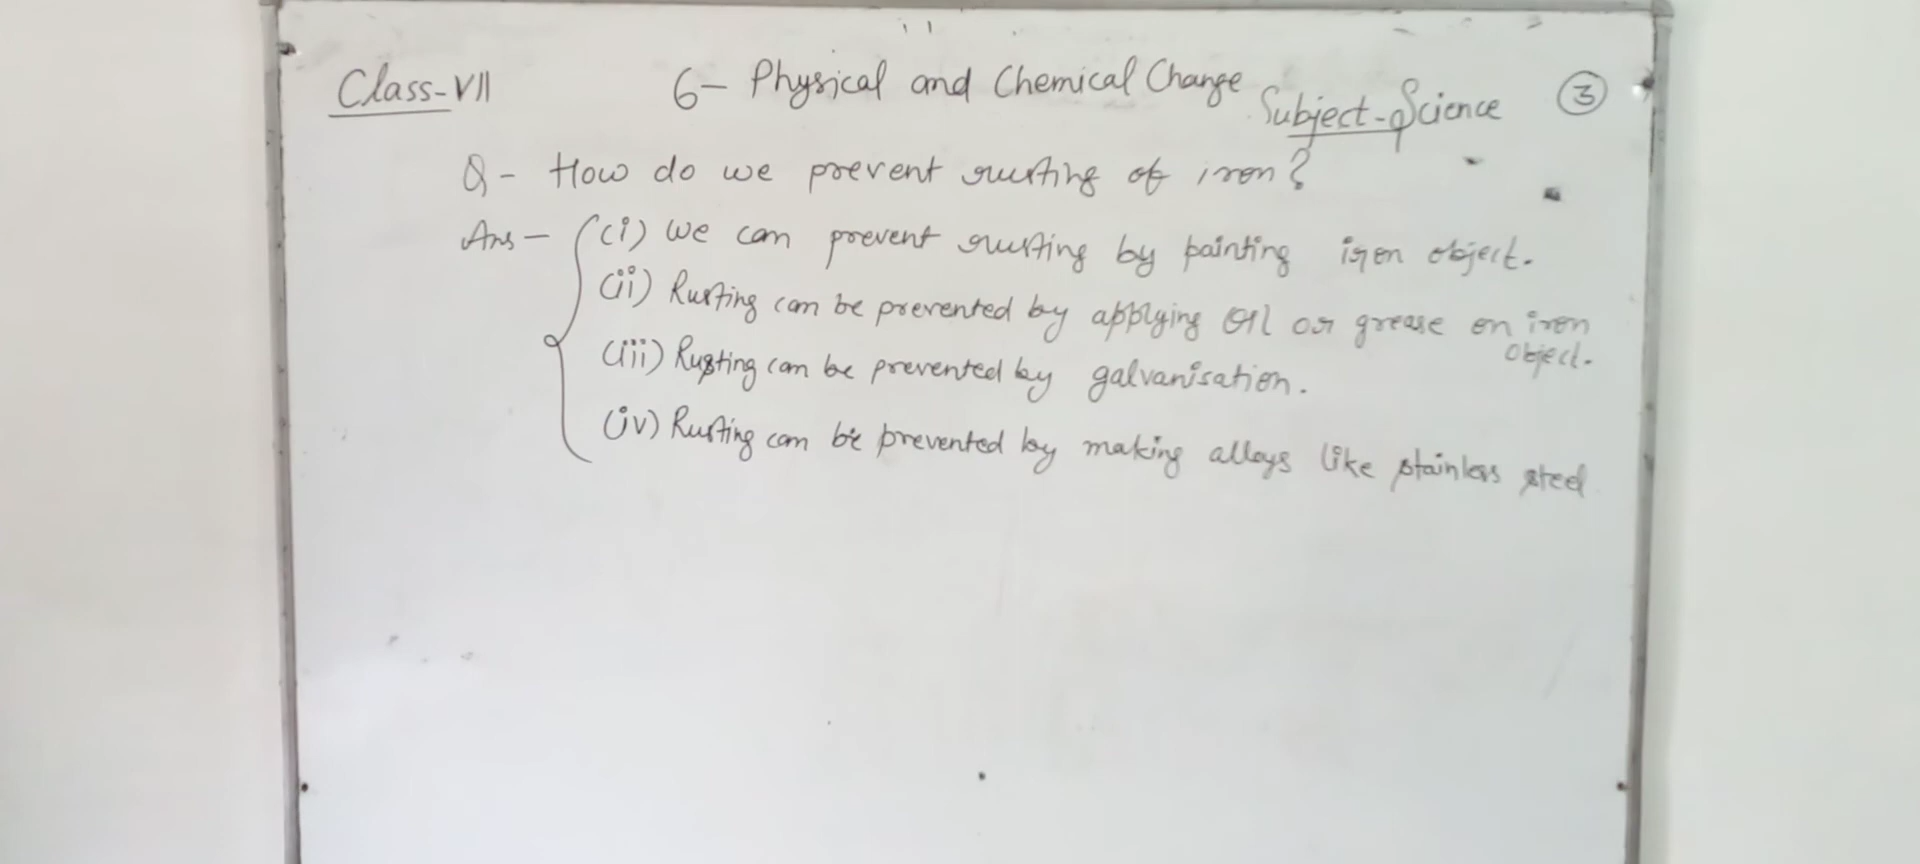 Class-VII 6- Physical and Chemical Change Subject-Science 3
Q- How do we prevent rusting of iron?
Ans- (i) We can prevent rusting by painting iron object.
(ii) Rusting can be prevented by applying Oil or grease on iron
object.
(iii) Rusting can be prevented by galvanisation.
(iv) Rusting can be prevented by making alloys like stainless steel